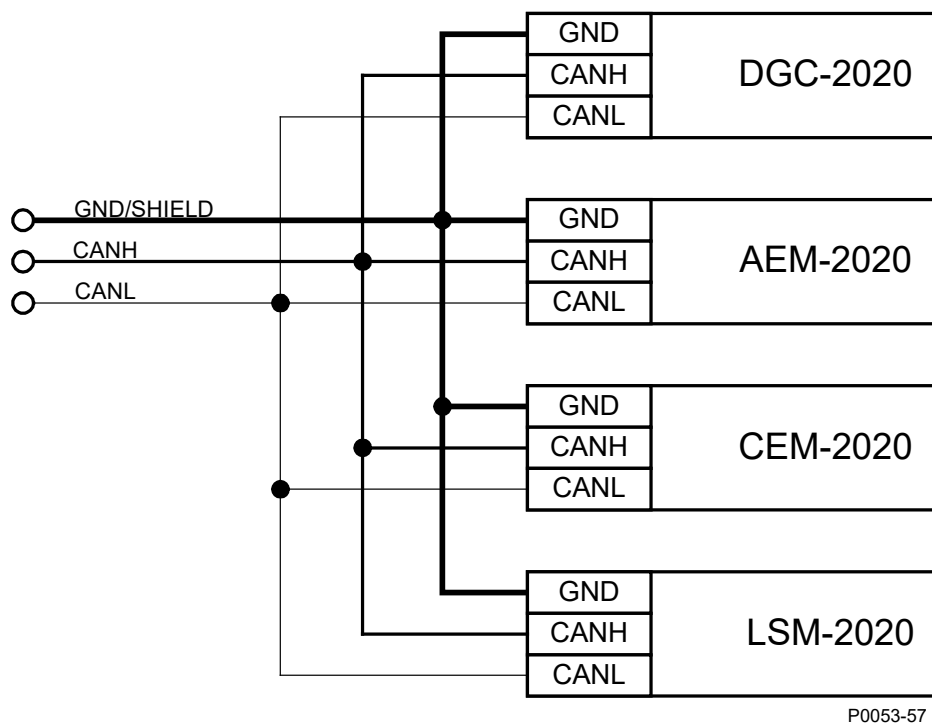 GND
CANH
CANL
DGC-2020
GND/SHIELD
CANH
CANL
GND
CANH
CANL
AEM-2020
GND
CANH
CANL
CEM-2020
GND
CANH
CANL
LSM-2020
P0053-57